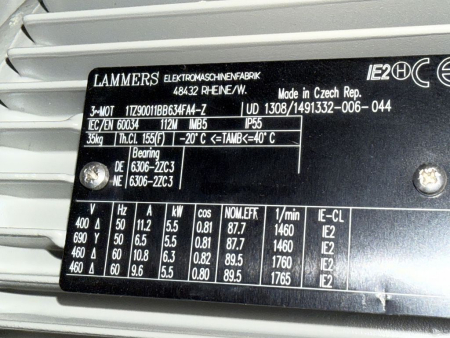 LAMMERS ELEKTROMASCHINENFABRIK IE2 H CE
48432 RHEINE/W. Made in Czech Rep.
3~MOT 1TZ90011BB634FA4-Z UD 1308/1491332-006-044
IEC/EN 60034 112M IMB5 IP55
35kg Th.Cl. 155(F) -20°C <=TAMB<=40°C
Bearing
DE 6306-2ZC3
NE 6306-2ZC3
V Hz A kW cos NOM.EFF 1/min IE-CL
400 Δ 50 11.2 5.5 0.81 87.7 1460 IE2
690 Y 50 6.5 5.5 0.81 87.7 1460 IE2
460 Δ 60 10.8 6.3 0.82 89.5 1760 IE2
460 Δ 60 9.6 5.5 0.80 89.5 1765 IE2